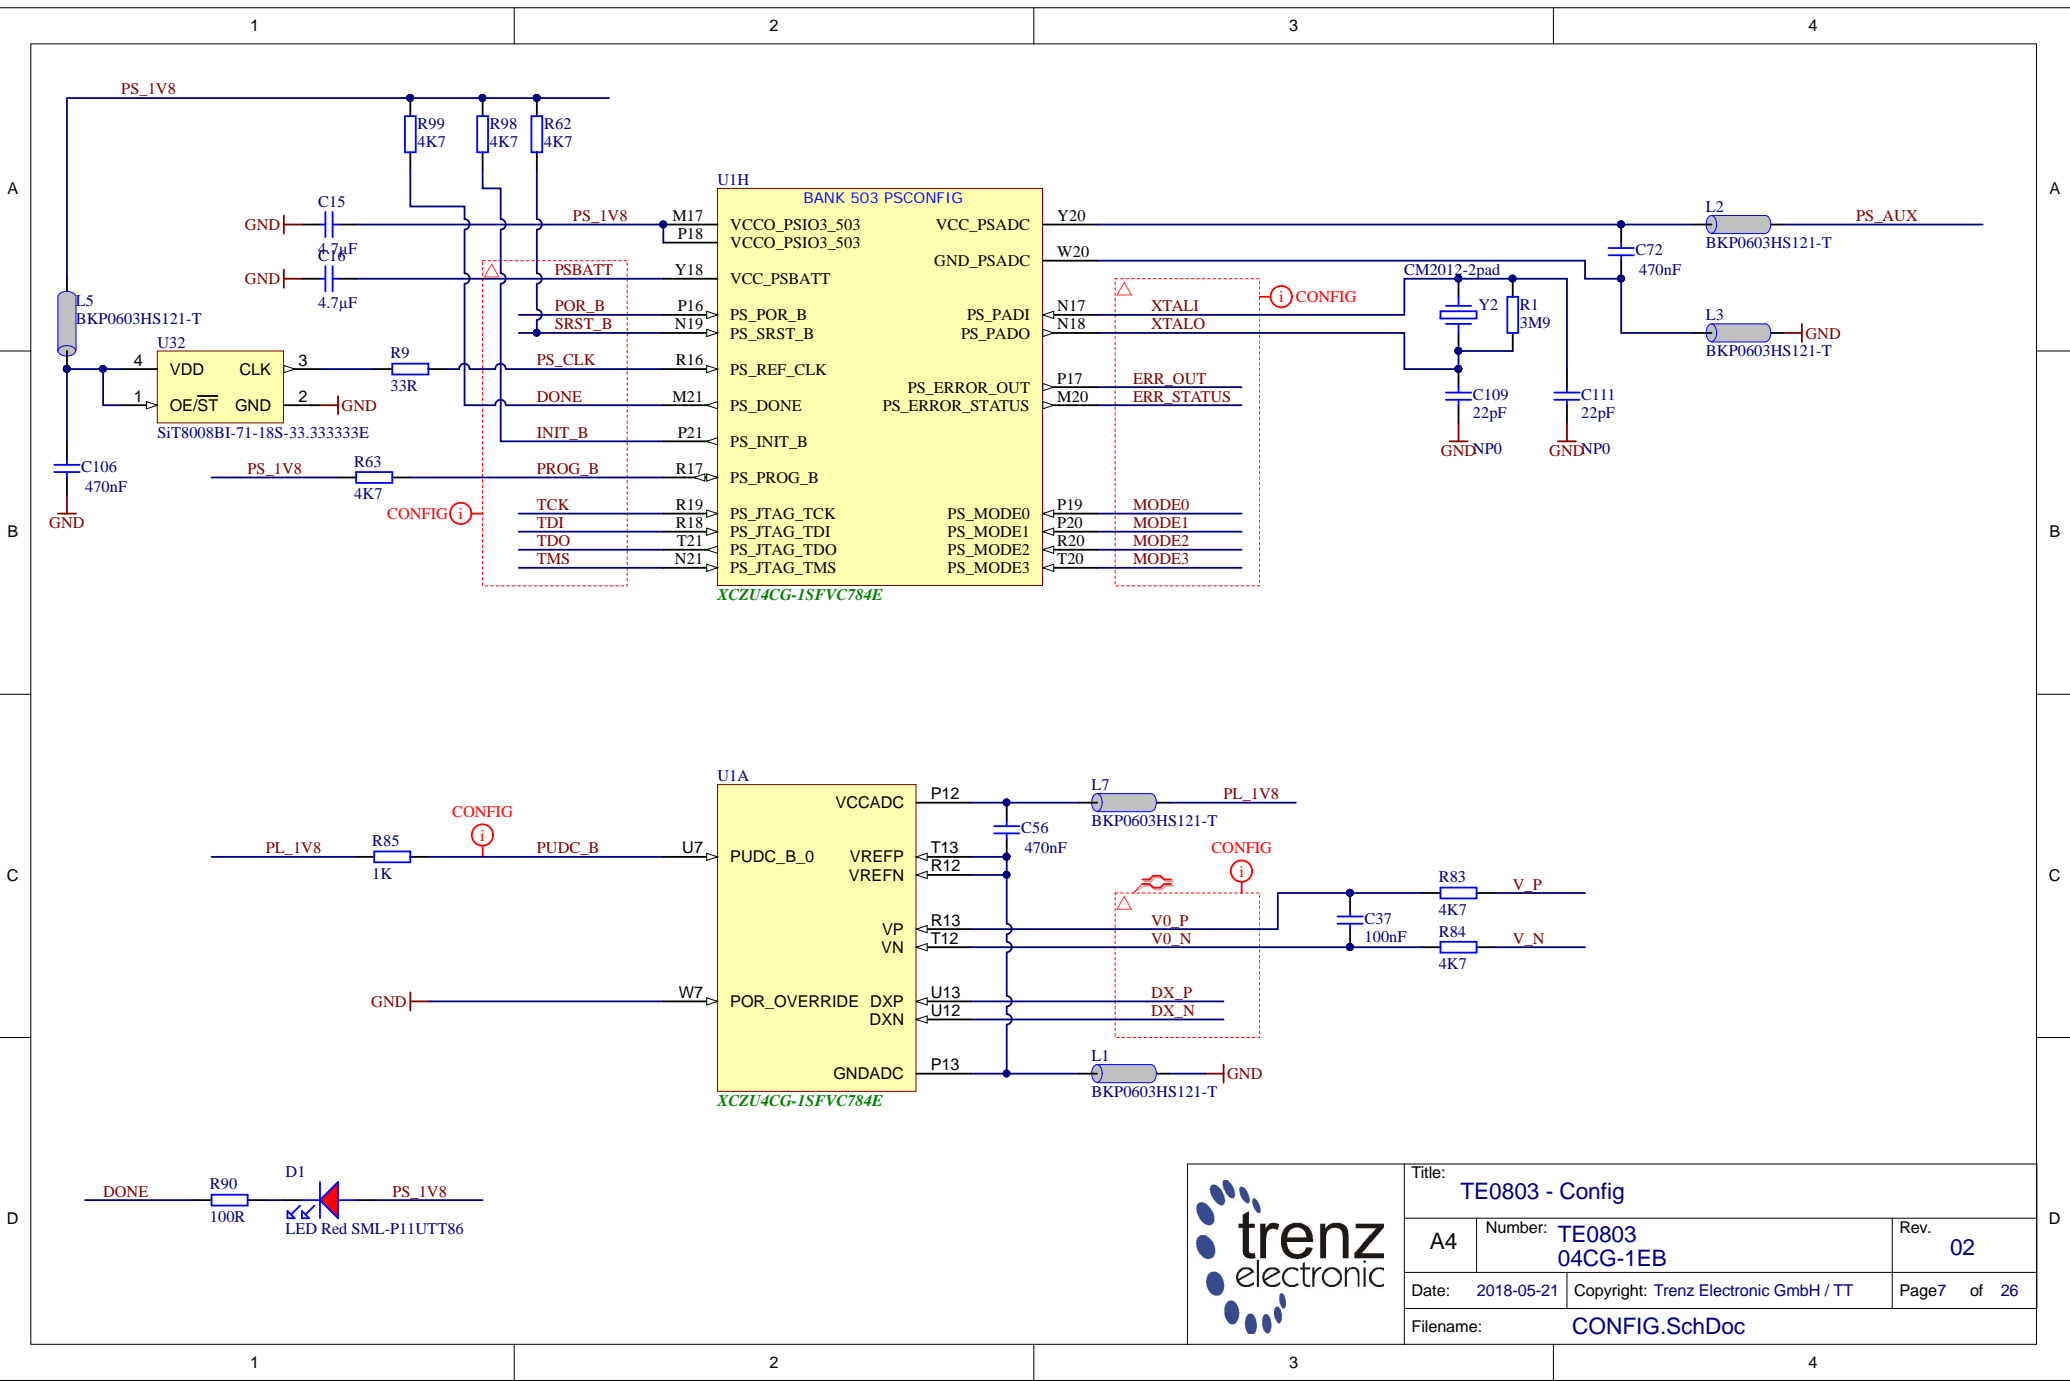 1 2 3 4
A
A
B
B
C
C
D
D
PS_1V8
R99
4K7
R98
4K7
R62
4K7
C15
4.7µF
GND
C16
4.7µF
GND
PS_1V8
PSBATT
POR_B
SRST_B
PS_CLK
DONE
INIT_B
PROG_B
TCK
TDI
TDO
TMS
CONFIG
L5
BKP0603HS121-T
U32
4 VDD CLK 3
1 OE/ST GND 2
GND
SiT8008BI-71-18S-33.333333E
R9
33R
C106
470nF
GND
PS_1V8
R63
4K7
U1H
BANK 503 PSCONFIG
M17 VCCO_PSIO3_503
P18 VCCO_PSIO3_503
Y18 VCC_PSBATT
P16 PS_POR_B
N19 PS_SRST_B
R16 PS_REF_CLK
M21 PS_DONE
P21 PS_INIT_B
R17 PS_PROG_B
R19 PS_JTAG_TCK
R18 PS_JTAG_TDI
T21 PS_JTAG_TDO
N21 PS_JTAG_TMS
VCC_PSADC Y20
GND_PSADC W20
PS_PADI N17
PS_PADO N18
PS_ERROR_OUT P17
PS_ERROR_STATUS M20
PS_MODE0 P19
PS_MODE1 P20
PS_MODE2 R20
PS_MODE3 T20
XCZU4CG-1SFVC784E
XTALI
XTALO
ERR_OUT
ERR_STATUS
MODE0
MODE1
MODE2
MODE3
CONFIG
CM2012-2pad
Y2
R1
3M9
C109
22pF
GND NP0
C111
22pF
GND NP0
C72
470nF
L2
BKP0603HS121-T
PS_AUX
L3
BKP0603HS121-T
GND
PL_1V8
R85
1K
CONFIG
PUDC_B
GND
U1A
U7 PUDC_B_0
W7 POR_OVERRIDE
VCCADC P12
VREFP T13
VREFN R12
VP R13
VN T12
DXP U13
DXN U12
GNDADC P13
XCZU4CG-1SFVC784E
L7
BKP0603HS121-T
PL_1V8
C56
470nF
CONFIG
V0_P
V0_N
DX_P
DX_N
C37
100nF
R83
4K7
V_P
R84
4K7
V_N
L1
BKP0603HS121-T
GND
DONE
R90
100R
D1
LED Red SML-P11UTT86
PS_1V8
trenz
electronic
Title:
TE0803 - Config
A4
Number: TE0803
04CG-1EB
Rev.
02
Date: 2018-05-21
Copyright: Trenz Electronic GmbH / TT
Page7 of 26
Filename: CONFIG.SchDoc
1 2 3 4